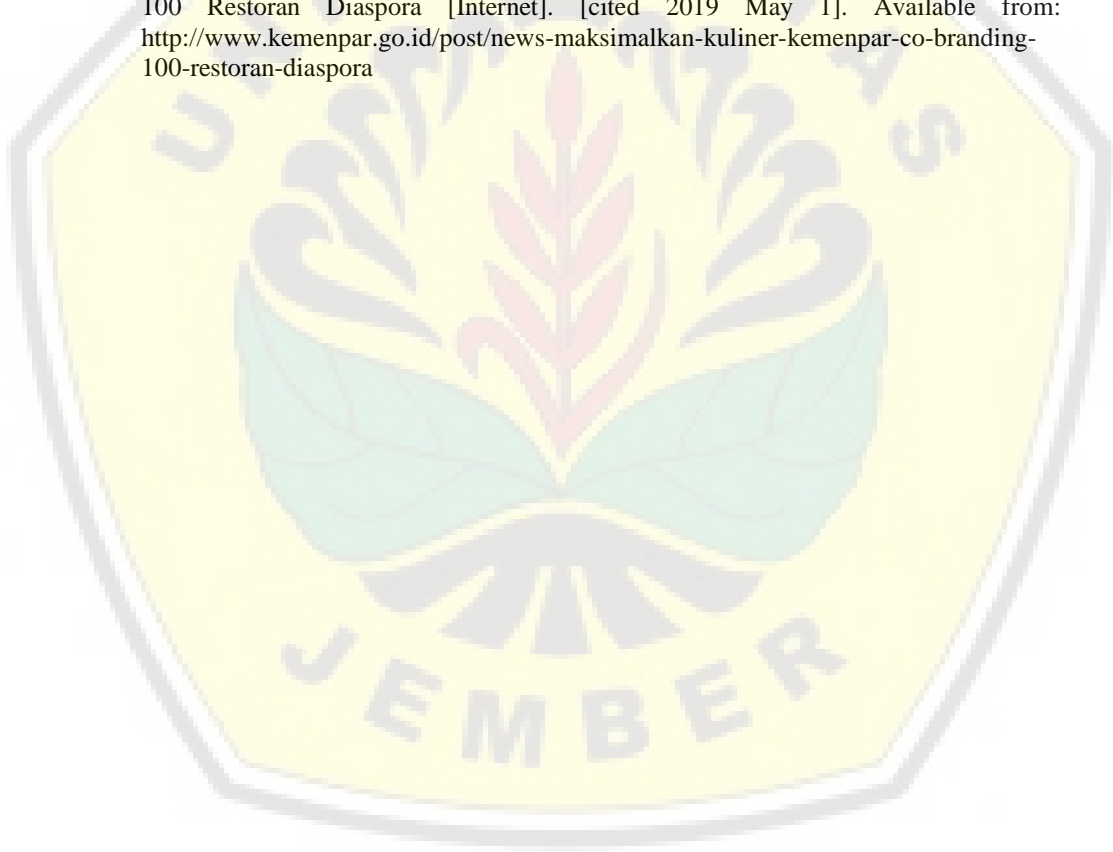 100 Restoran Diaspora [Internet]. [cited 2019 May 1]. Available from:
http://www.kemenpar.go.id/post/news-maksimalkan-kuliner-kemenpar-co-branding-
100-restoran-diaspora
JEMBER